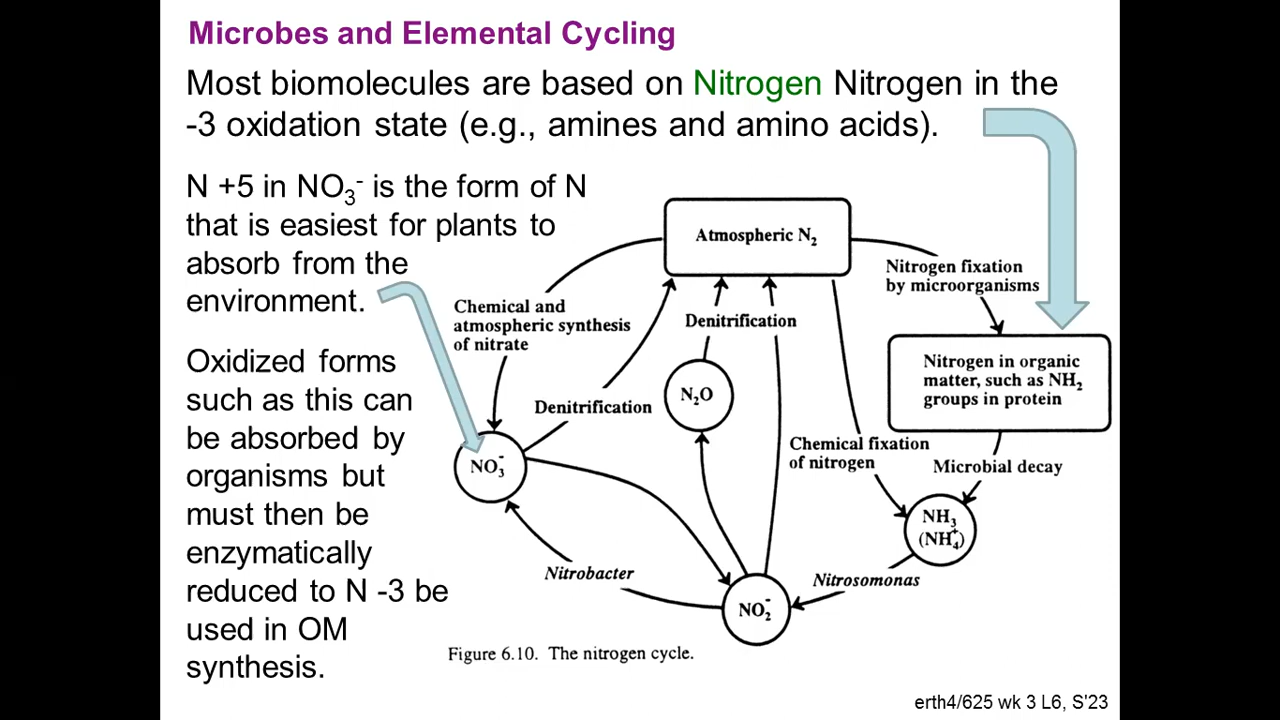 Microbes and Elemental Cycling
Most biomolecules are based on Nitrogen Nitrogen in the
-3 oxidation state (e.g., amines and amino acids).
N +5 in NO₃⁻ is the form of N
that is easiest for plants to
absorb from the
environment.
Oxidized forms
such as this can
be absorbed by
organisms but
must then be
enzymatically
reduced to N -3 be
used in OM
synthesis.
Atmospheric N₂
Nitrogen fixation
by microorganisms
Chemical and
atmospheric synthesis
of nitrate
Denitrification
Nitrogen in organic
matter, such as NH₂
groups in protein
N₂O
Denitrification
Chemical fixation
of nitrogen
Microbial decay
NO₃⁻
NH₃
(NH₄⁺)
Nitrobacter
Nitrosomonas
NO₂⁻
Figure 6.10. The nitrogen cycle.
erth4/625 wk 3 L6, S'23